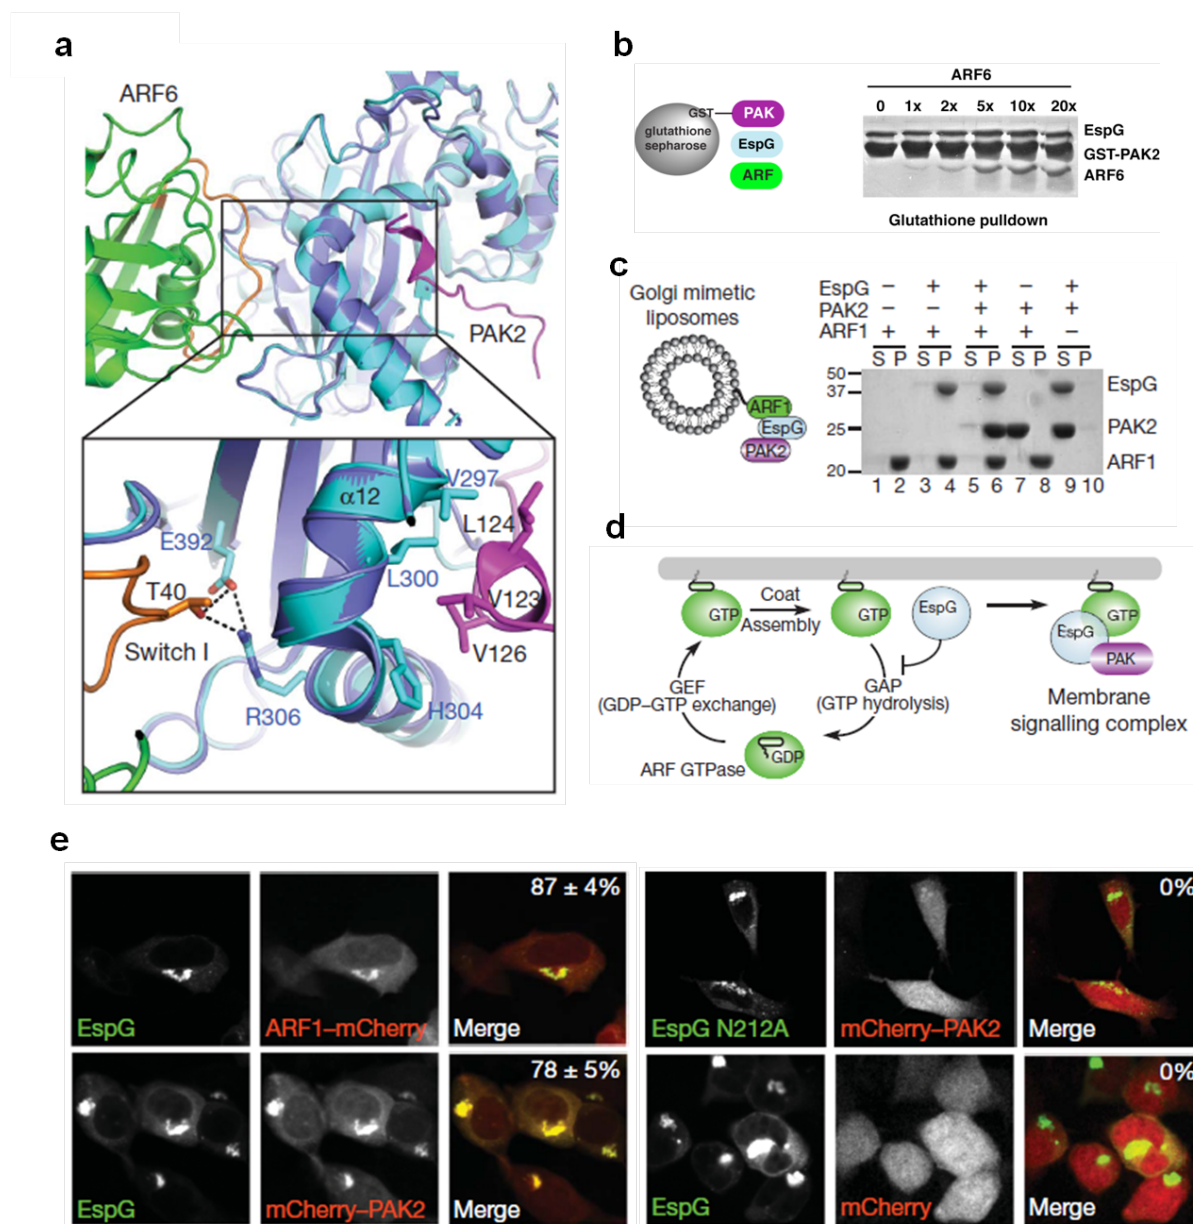 a
ARF6
PAK2
α12
V297
E392
L124
L300
T40
V123
Switch I
V126
R306
H304
b
GST
PAK
glutathione
sepharose
EspG
ARF
ARF6
0 1x 2x 5x 10x 20x
EspG
GST-PAK2
ARF6
Glutathione pulldown
c
Golgi mimetic
liposomes
ARF1
EspG
PAK2
EspG – + + – +
PAK2 – – + + +
ARF1 + + + + –
S P S P S P S P S P
50
37
25
20
EspG
PAK2
ARF1
1 2 3 4 5 6 7 8 9 10
d
GTP
Coat
Assembly
GTP
EspG
GTP
EspG
PAK
GEF
(GDP–GTP exchange)
GAP
(GTP hydrolysis)
Membrane
signalling complex
GDP
ARF GTPase
e
87 ± 4%
EspG
ARF1–mCherry
Merge
0%
EspG N212A
mCherry–PAK2
Merge
78 ± 5%
EspG
mCherry–PAK2
Merge
0%
EspG
mCherry
Merge